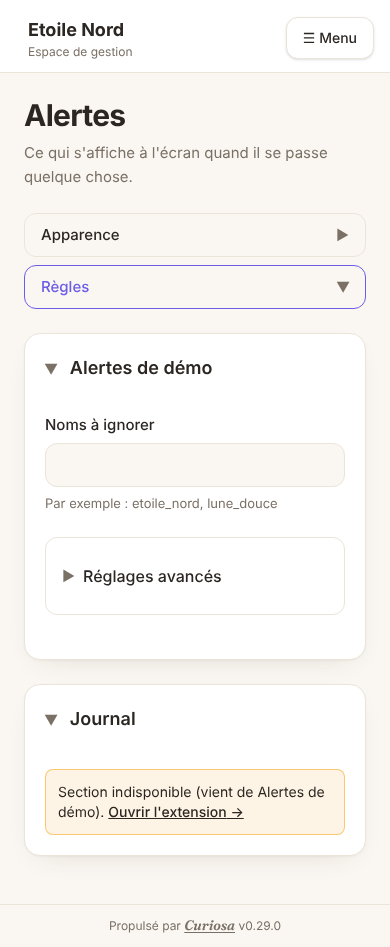 Etoile Nord
Espace de gestion
☰ Menu
Alertes
Ce qui s'affiche à l'écran quand il se passe
quelque chose.
Apparence
Règles
Alertes de démo
Noms à ignorer
Par exemple : etoile_nord, lune_douce
Réglages avancés
Journal
Section indisponible (vient de Alertes de
démo). Ouvrir l'extension →
Propulsé par Curiosa v0.29.0